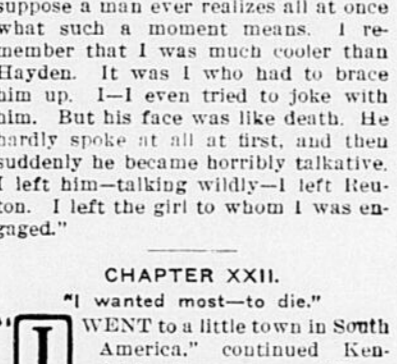 suppose a man ever realizes all at once
what such a moment means. I re-
member that I was much cooler than
Hayden. It was I who had to brace
him up. I—I even tried to joke with
him. But his face was like death. He
hardly spoke at all at first, and then
suddenly he became horribly talkative.
I left him—talking wildly—I left Reu-
ton. I left the girl to whom I was en-
gaged."
CHAPTER XXII.
"I wanted most—to die."
"I WENT to a little town in South
America," continued Ken-